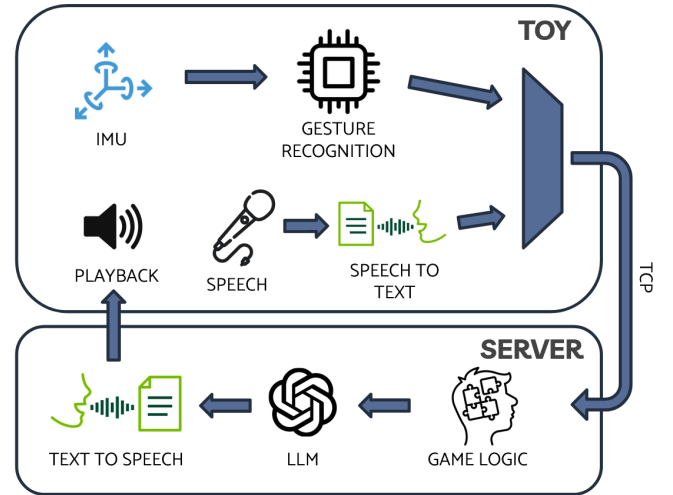 TOY
IMU
GESTURE
RECOGNITION
PLAYBACK
SPEECH
SPEECH TO
TEXT
TCP
SERVER
TEXT TO SPEECH
LLM
GAME LOGIC